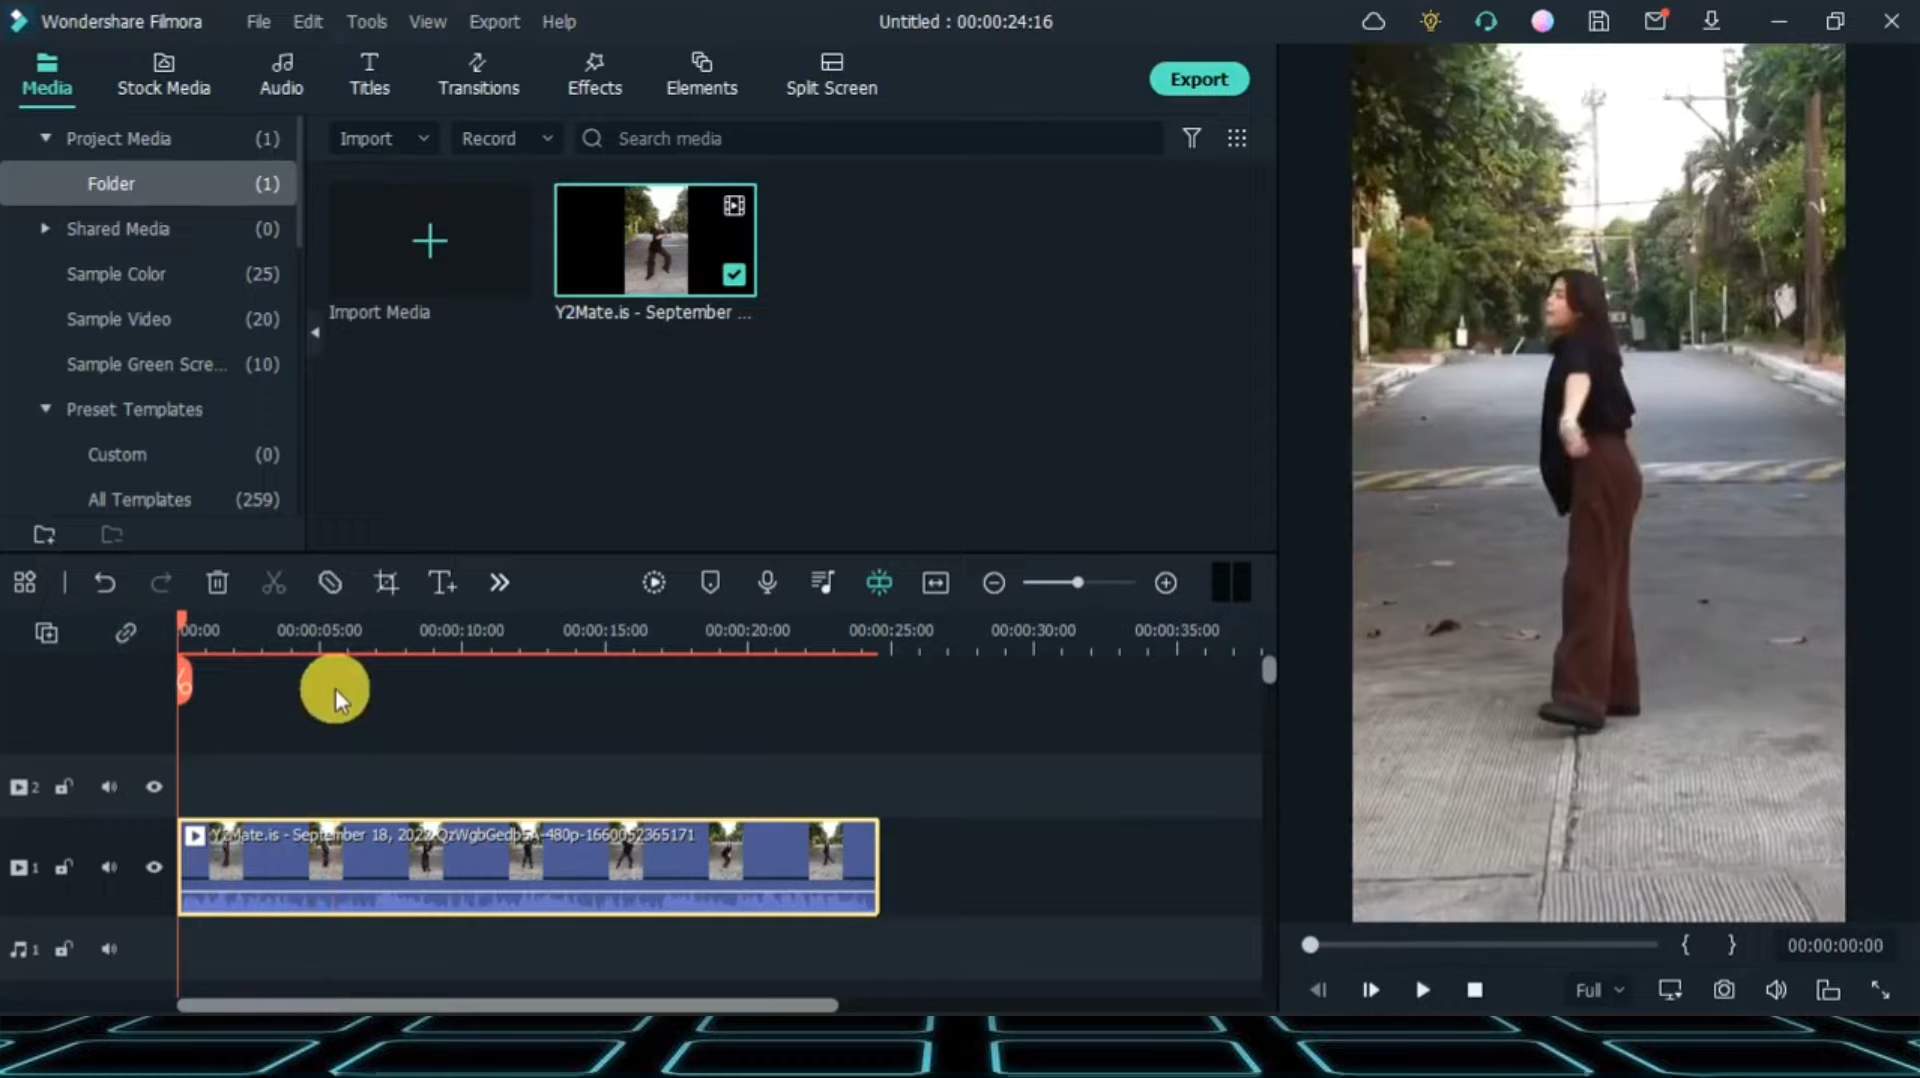 Wondershare Filmora File Edit Tools View Export Help Untitled : 00:00:24:16
Media Stock Media Audio Titles Transitions Effects Elements Split Screen Export
Project Media (1)
Folder (1)
Shared Media (0)
Sample Color (25)
Sample Video (20)
Sample Green Scre... (10)
Preset Templates
Custom (0)
All Templates (259)
Import Record Search media
Import Media Y2Mate.is - September ...
00:00 00:00:05:00 00:00:10:00 00:00:15:00 00:00:20:00 00:00:25:00 00:00:30:00 00:00:35:00
2
Y2Mate.is - September 18, 2022-QzWgbGedb5A-480p-1660052365171
1
1
{ } 00:00:00:00
Full